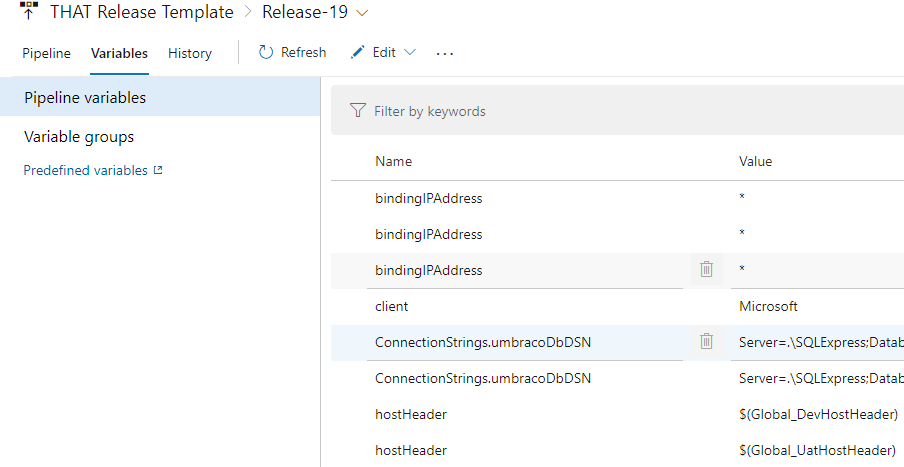 THAT Release Template > Release-19
Pipeline Variables History Refresh Edit ...
Pipeline variables
Variable groups
Predefined variables
Filter by keywords
Name Value
bindingIPAddress *
bindingIPAddress *
bindingIPAddress *
client Microsoft
ConnectionStrings.umbracoDbDSN Server=.\SQLExpress;Datab
ConnectionStrings.umbracoDbDSN Server=.\SQLExpress;Datab
hostHeader $(Global_DevHostHeader)
hostHeader $(Global_UatHostHeader)